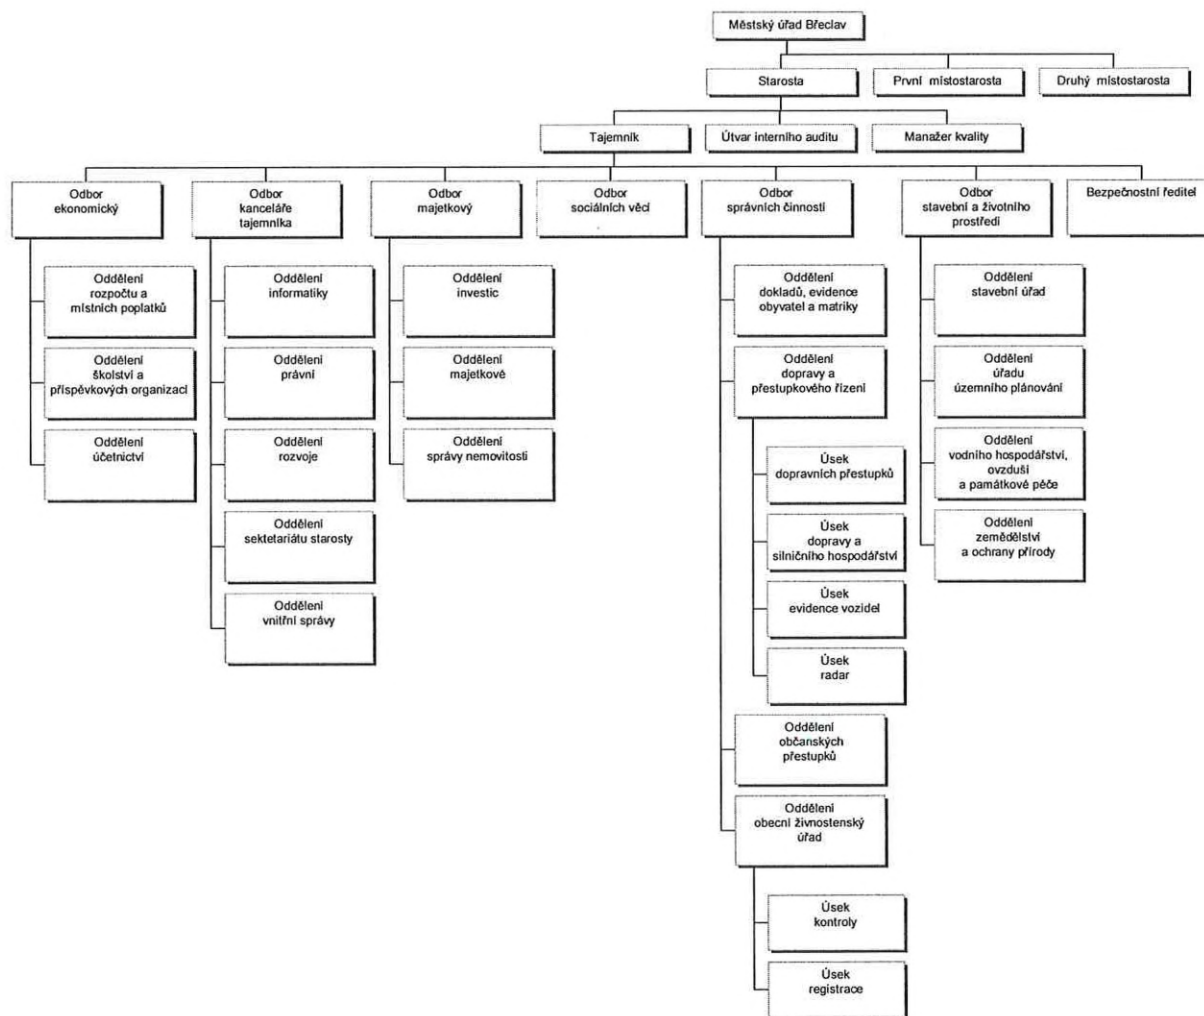 Městský úřad Břeclav
Starosta
První místostarosta
Druhý místostarosta
Tajemník
Útvar interního auditu
Manažer kvality
Odbor
ekonomický
Odbor
kanceláře
tajemníka
Odbor
majetkový
Odbor
sociálních věcí
Odbor
správních činností
Odbor
stavební a životního
prostředí
Bezpečnostní ředitel
Oddělení
rozpočtu a
místních poplatků
Oddělení
školství a
příspěvkových organizací
Oddělení
účetnictví
Oddělení
informatiky
Oddělení
právní
Oddělení
rozvoje
Oddělení
sektetariátu starosty
Oddělení
vnitřní správy
Oddělení
investic
Oddělení
majetkové
Oddělení
správy nemovitostí
Oddělení
dokladů, evidence
obyvatel a matriky
Oddělení
dopravy a
přestupkového řízení
Úsek
dopravních přestupků
Úsek
dopravy a
silničního hospodářství
Úsek
evidence vozidel
Úsek
radar
Oddělení
občanských
přestupků
Oddělení
obecní živnostenský
úřad
Úsek
kontroly
Úsek
registrace
Oddělení
stavební úřad
Oddělení
úřadu
územního plánování
Oddělení
vodního hospodářství,
ovzduší
a památkové péče
Oddělení
zemědělství
a ochrany přírody